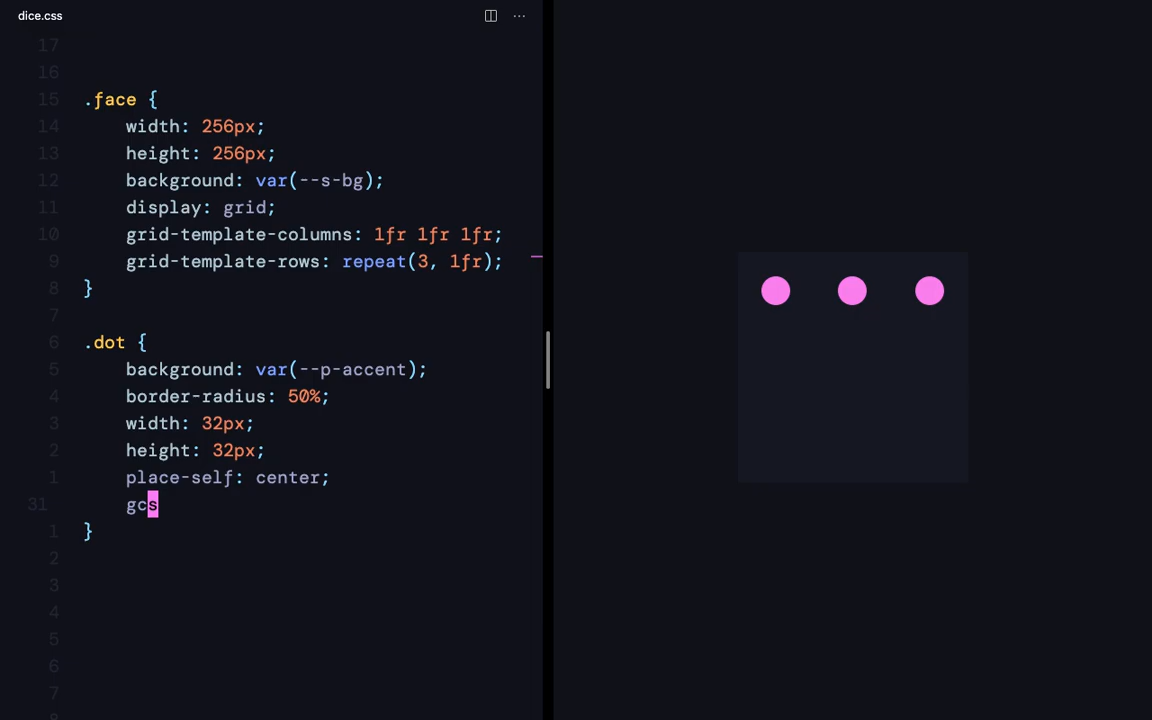 dice.css
17
16
15 .face {
14 width: 256px;
13 height: 256px;
12 background: var(--s-bg);
11 display: grid;
10 grid-template-columns: 1fr 1fr 1fr;
9 grid-template-rows: repeat(3, 1fr);
8 }
7
6 .dot {
5 background: var(--p-accent);
4 border-radius: 50%;
3 width: 32px;
2 height: 32px;
1 place-self: center;
31 gcs
1 }
2
3
4
5
6
7
8